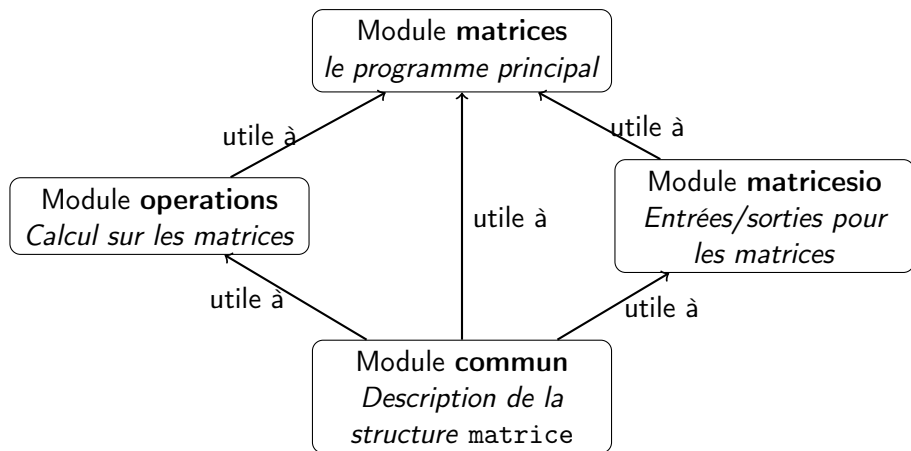 Module matrices
le programme principal
utile à
utile à
Module operations
Calcul sur les matrices
utile à
Module matricesio
Entrées/sorties pour
les matrices
utile à
utile à
Module commun
Description de la
structure matrice